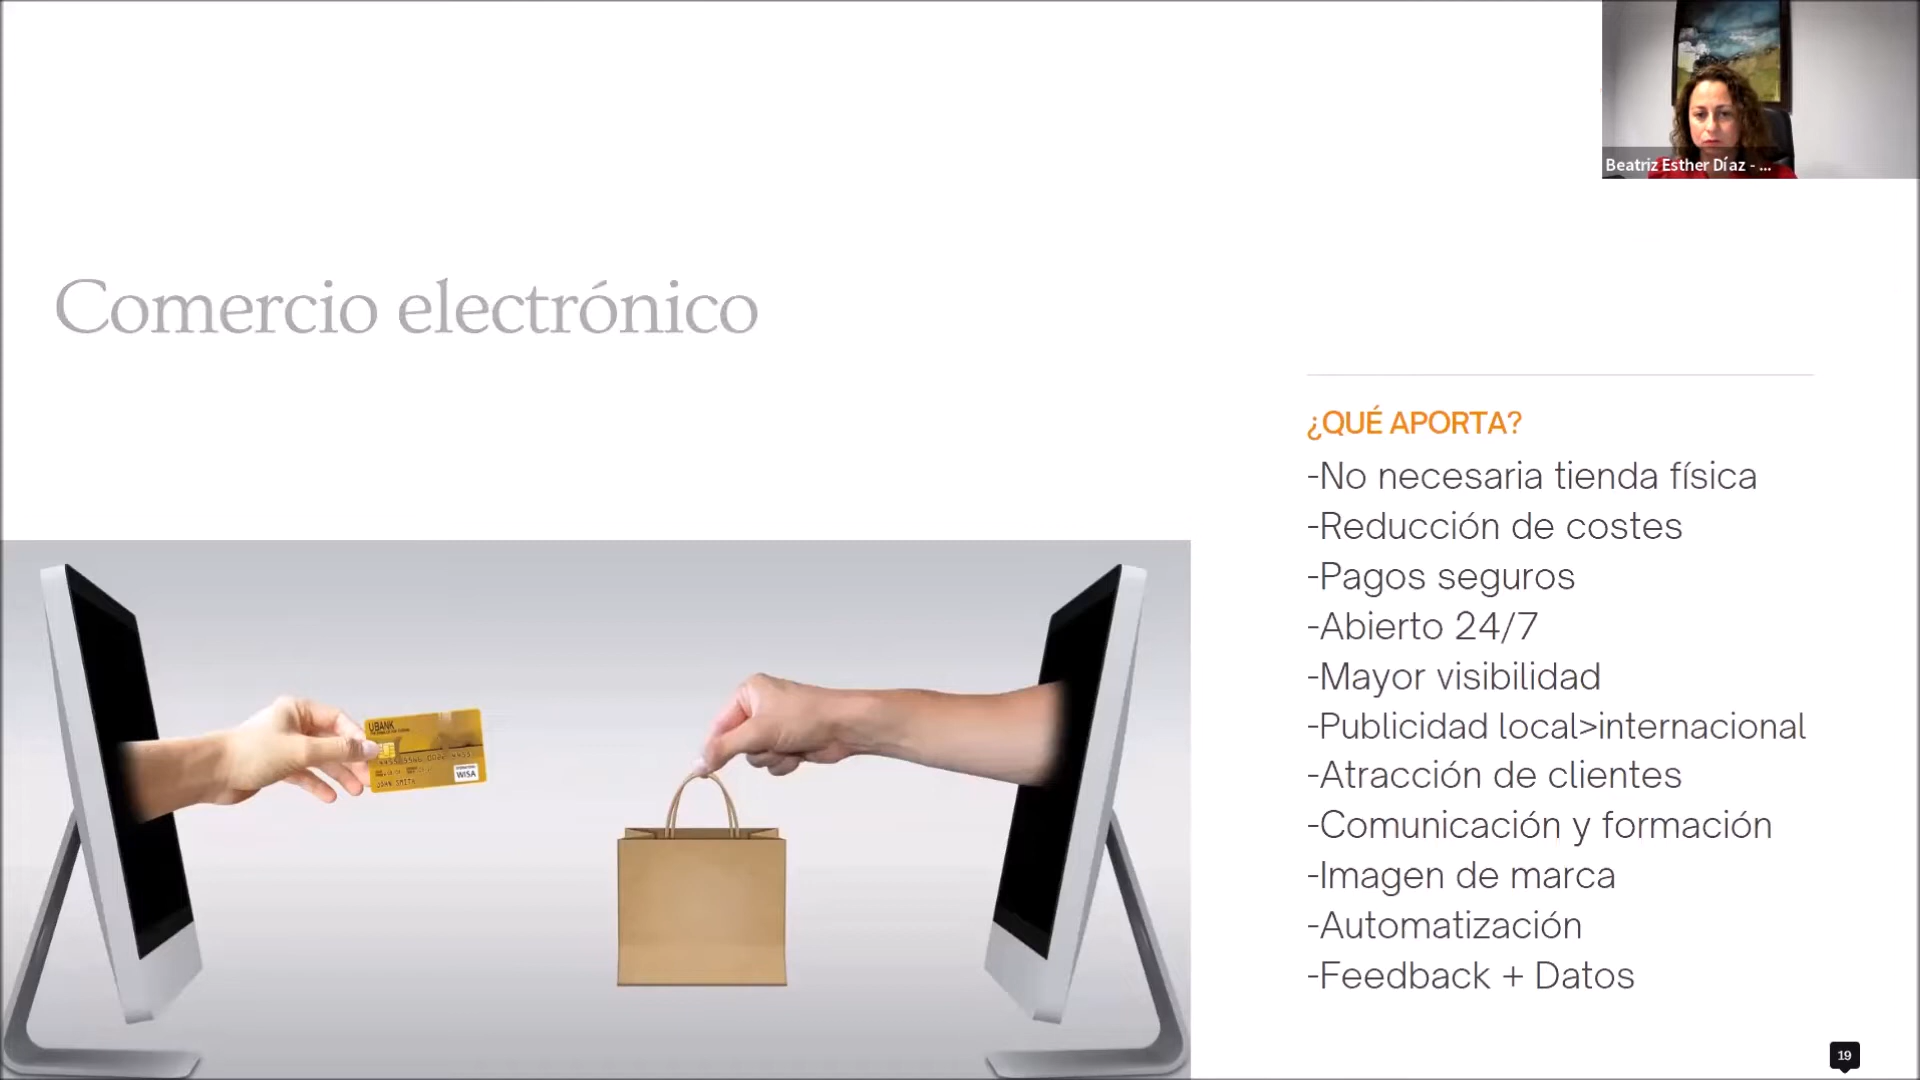 Beatriz Esther Díaz - ...
Comercio electrónico
¿QUÉ APORTA?
-No necesaria tienda física
-Reducción de costes
-Pagos seguros
-Abierto 24/7
-Mayor visibilidad
-Publicidad local>internacional
-Atracción de clientes
-Comunicación y formación
-Imagen de marca
-Automatización
-Feedback + Datos
UBANK
WISA
JOHN SMITH
19